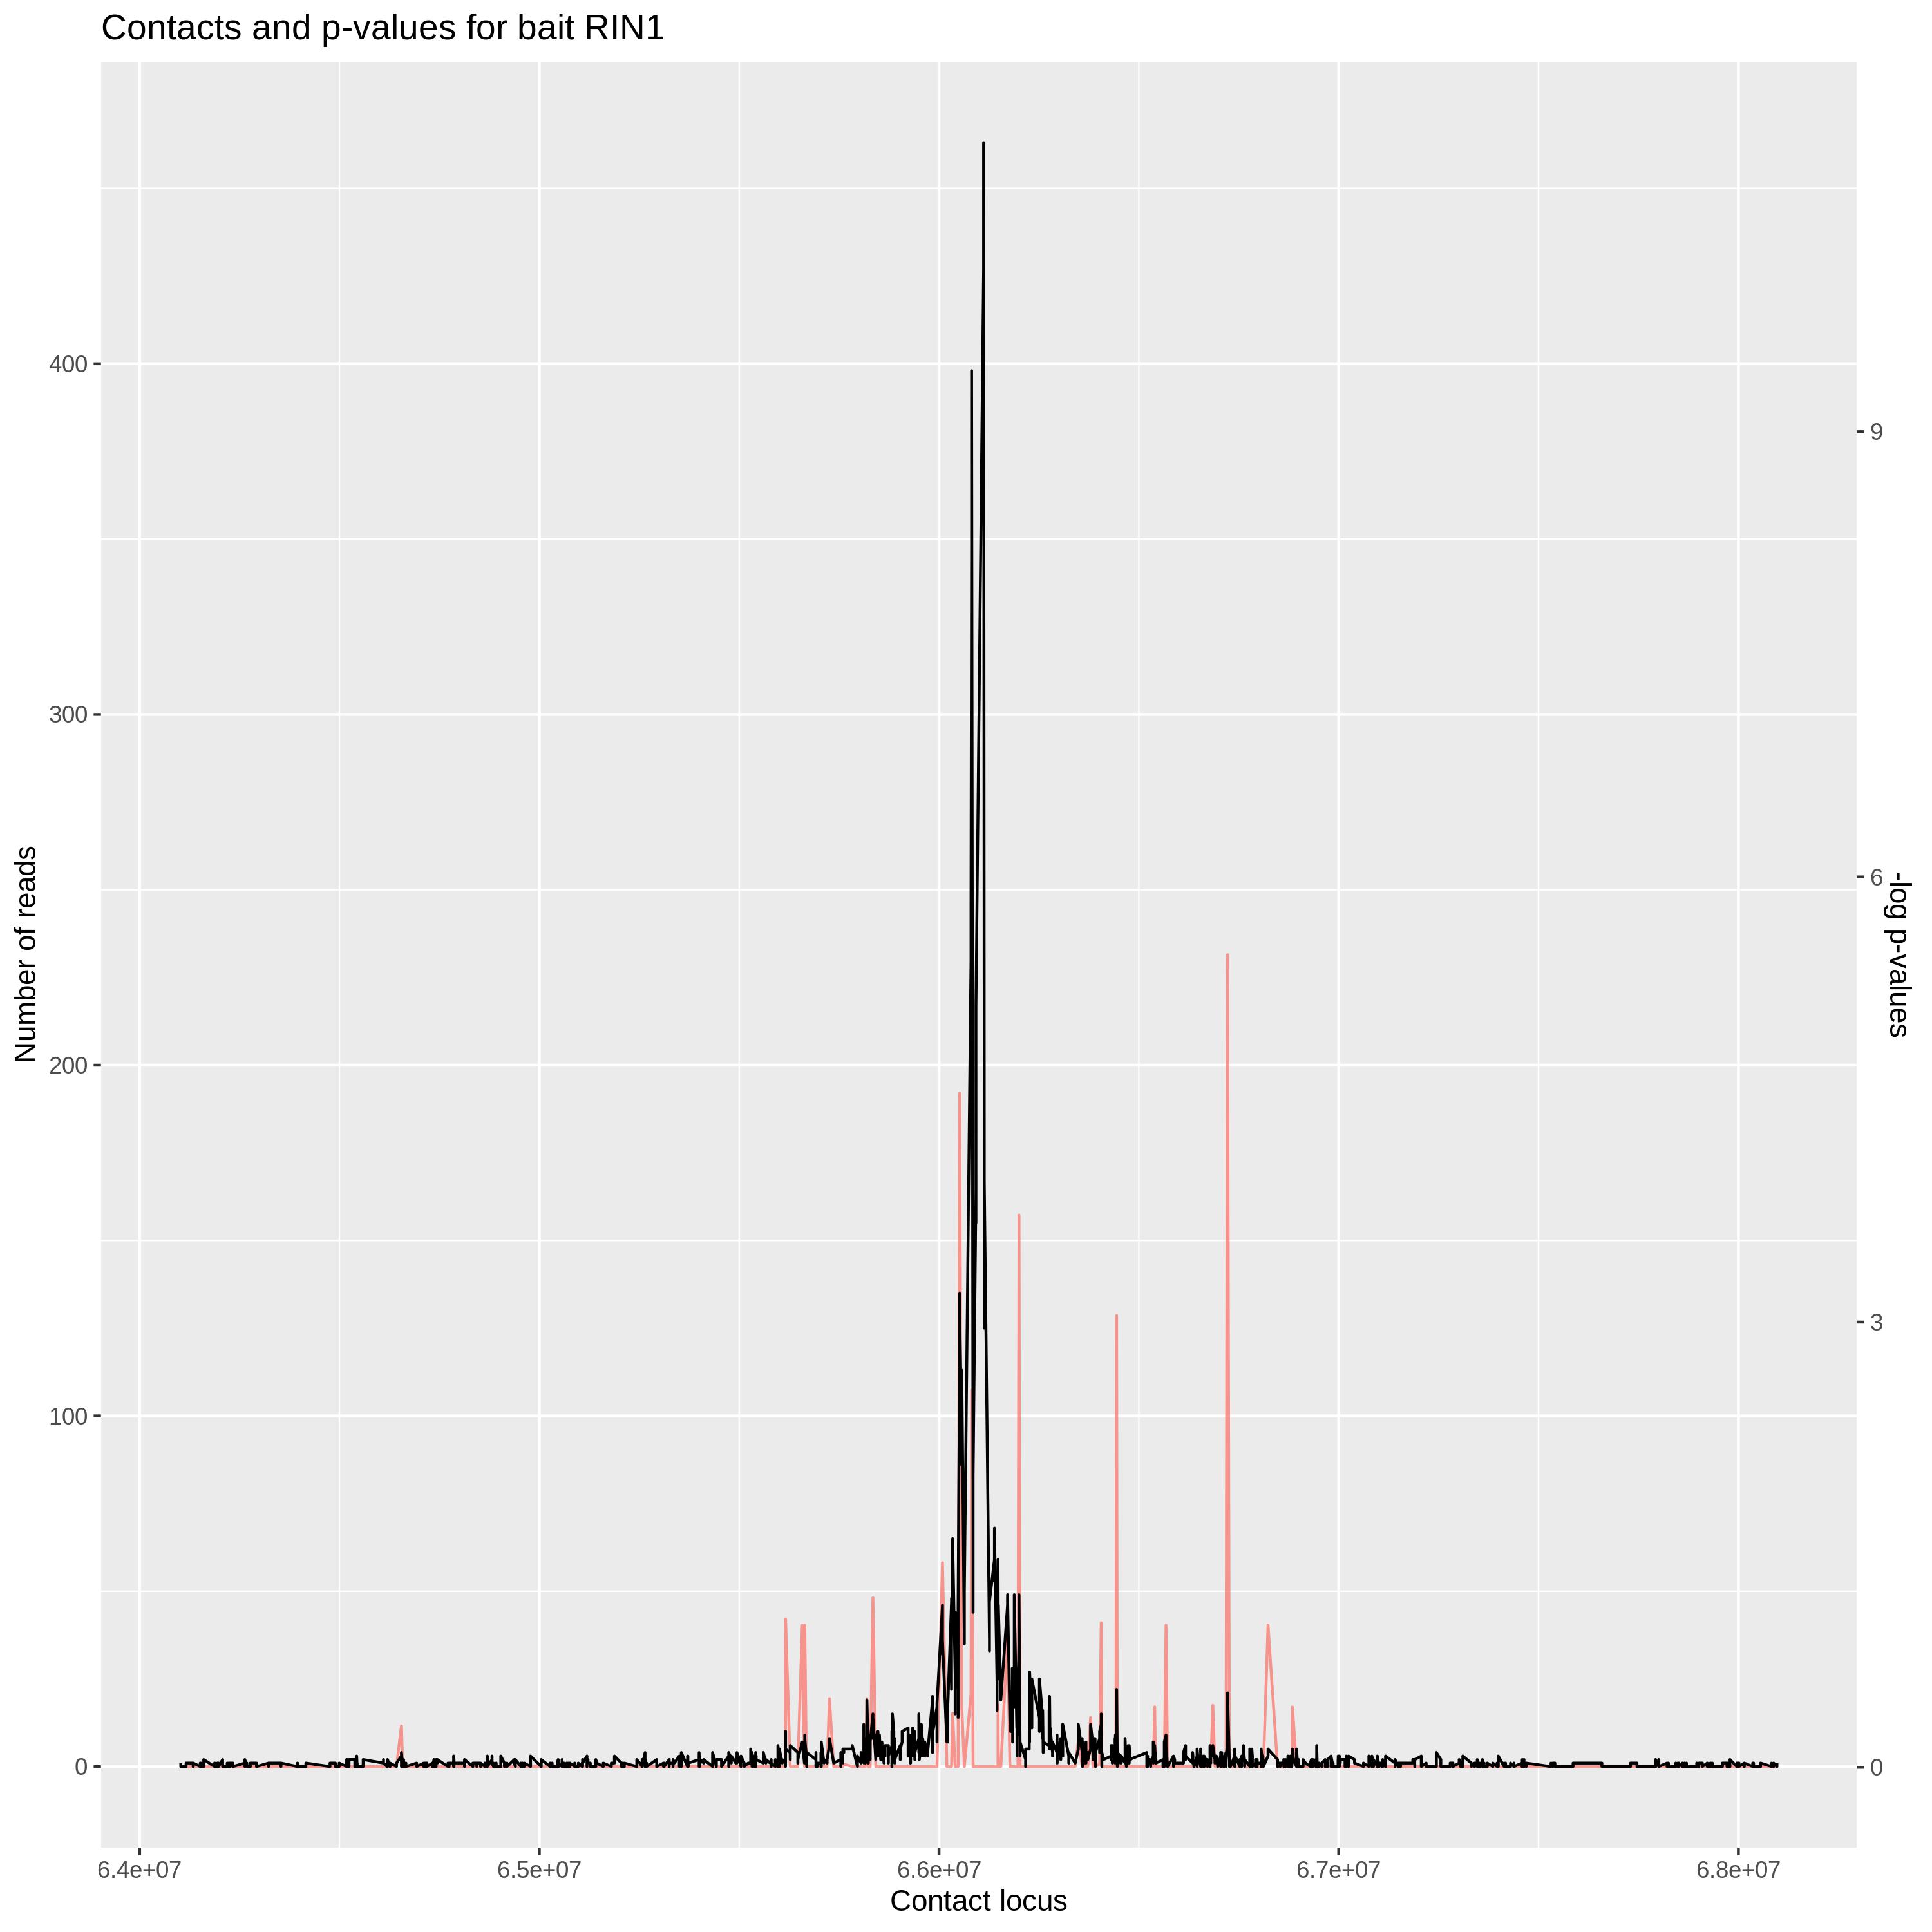 Contacts and p-values for bait RIN1
400
300
200
100
0
Number of reads
9
6
3
0
-log p-values
6.4e+07 6.5e+07 6.6e+07 6.7e+07 6.8e+07
Contact locus